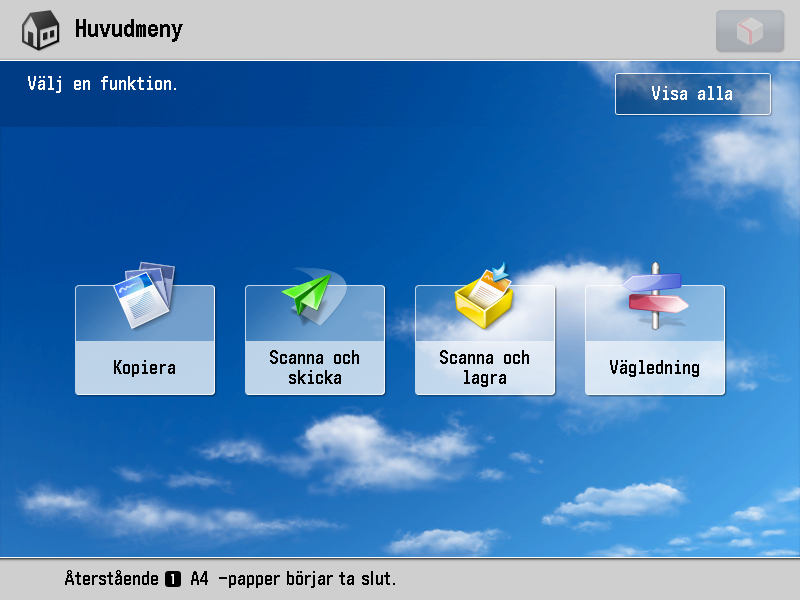 Huvudmeny
Välj en funktion.
Visa alla
Kopiera
Scanna och
skicka
Scanna och
lagra
Vägledning
Återstående 1 A4 -papper börjar ta slut.